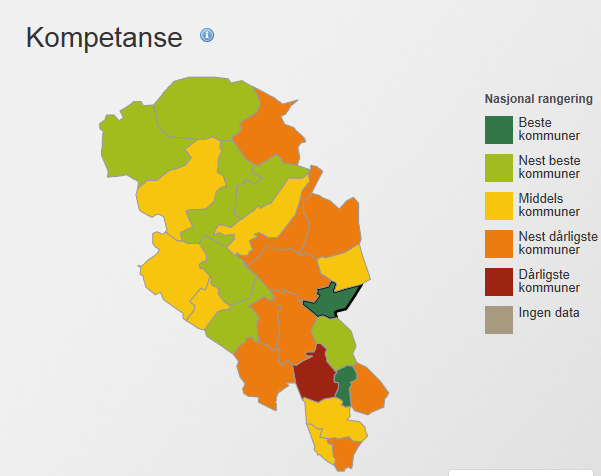 Kompetanse
Nasjonal rangering
Beste
kommuner
Nest beste
kommuner
Middels
kommuner
Nest dårligste
kommuner
Dårligste
kommuner
Ingen data